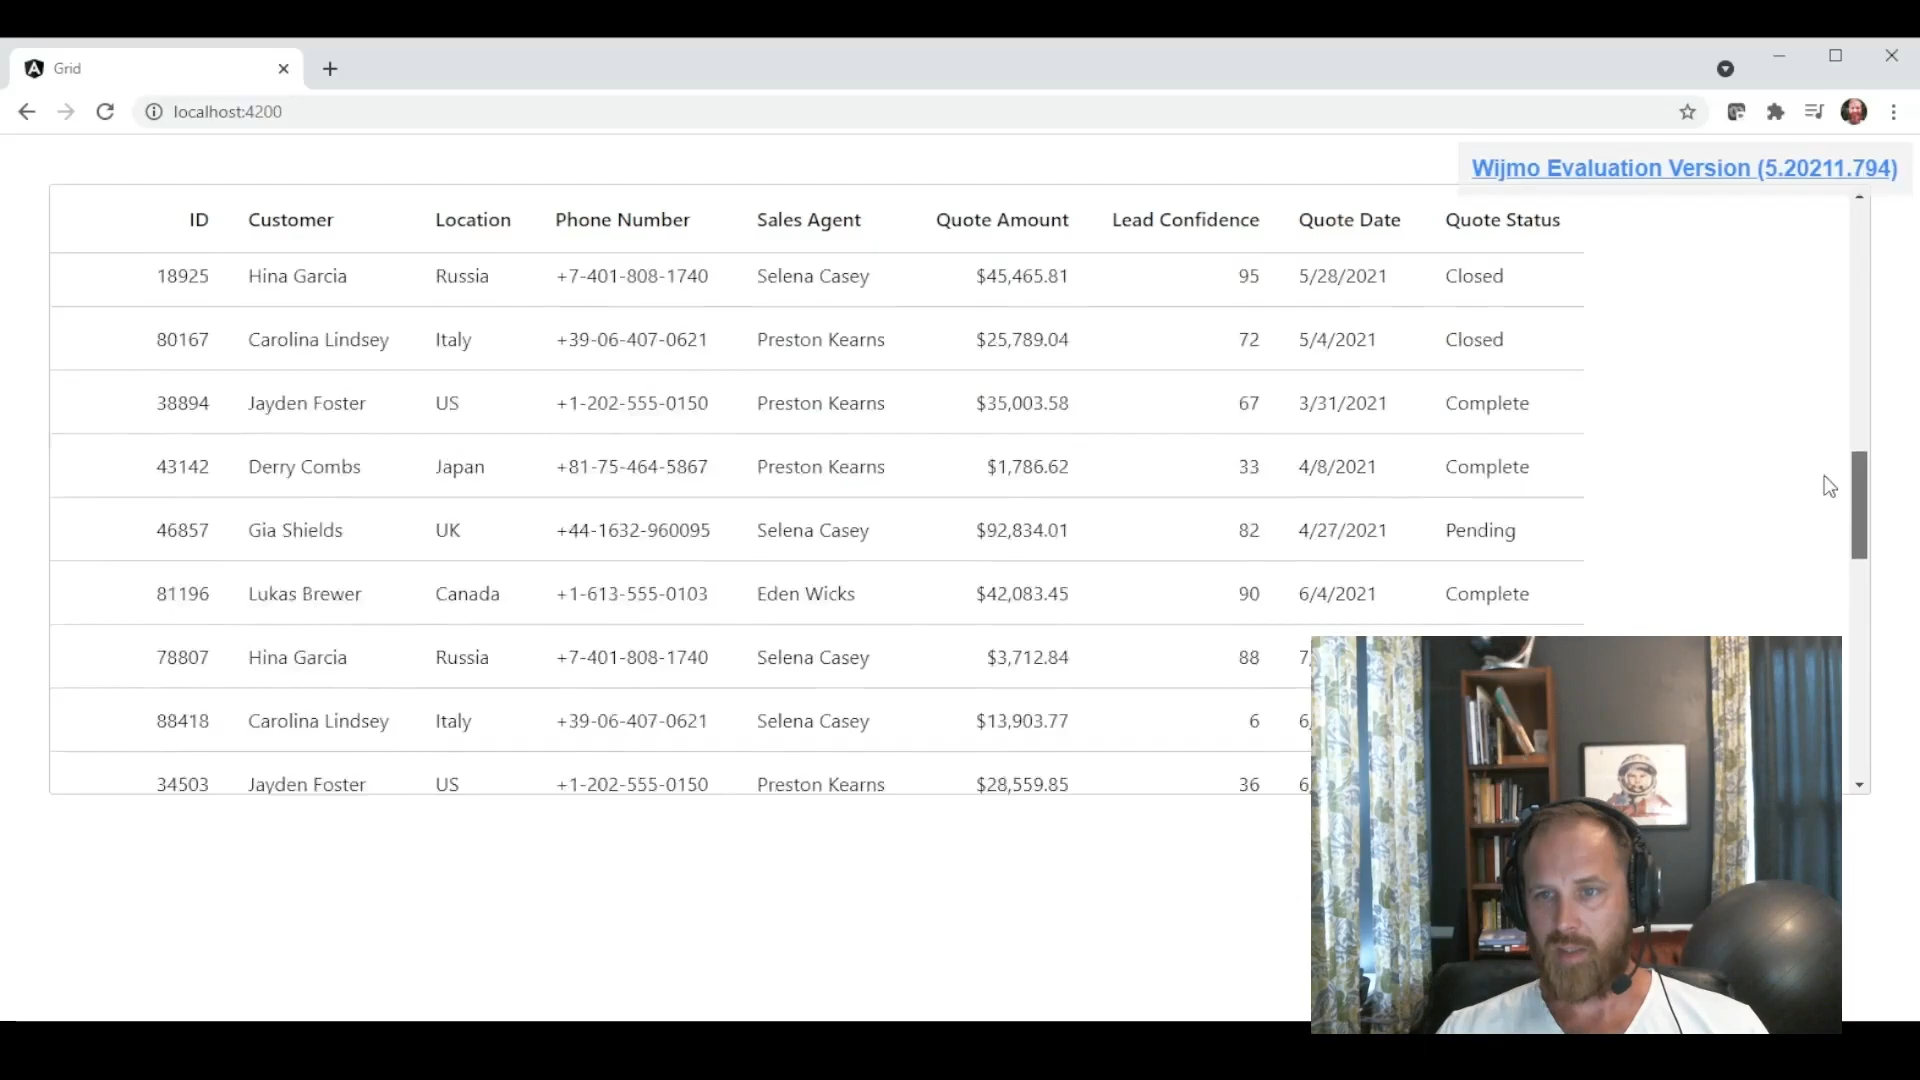 Grid
localhost:4200
Wijmo Evaluation Version (5.20211.794)
ID Customer Location Phone Number Sales Agent Quote Amount Lead Confidence Quote Date Quote Status
18925 Hina Garcia Russia +7-401-808-1740 Selena Casey $45,465.81 95 5/28/2021 Closed
80167 Carolina Lindsey Italy +39-06-407-0621 Preston Kearns $25,789.04 72 5/4/2021 Closed
38894 Jayden Foster US +1-202-555-0150 Preston Kearns $35,003.58 67 3/31/2021 Complete
43142 Derry Combs Japan +81-75-464-5867 Preston Kearns $1,786.62 33 4/8/2021 Complete
46857 Gia Shields UK +44-1632-960095 Selena Casey $92,834.01 82 4/27/2021 Pending
81196 Lukas Brewer Canada +1-613-555-0103 Eden Wicks $42,083.45 90 6/4/2021 Complete
78807 Hina Garcia Russia +7-401-808-1740 Selena Casey $3,712.84 88 7/
88418 Carolina Lindsey Italy +39-06-407-0621 Selena Casey $13,903.77 6 6/
34503 Jayden Foster US +1-202-555-0150 Preston Kearns $28,559.85 36 6/